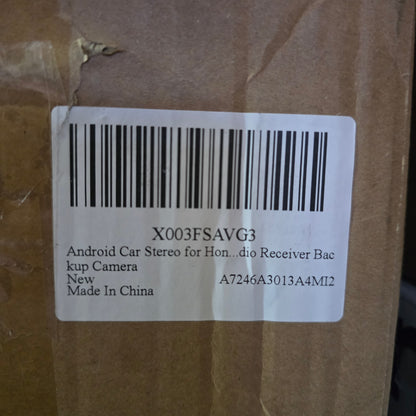 X003FSAVG3
Android Car Stereo for Hon...dio Receiver Bac
kup Camera
New A7246A3013A4MI2
Made In China